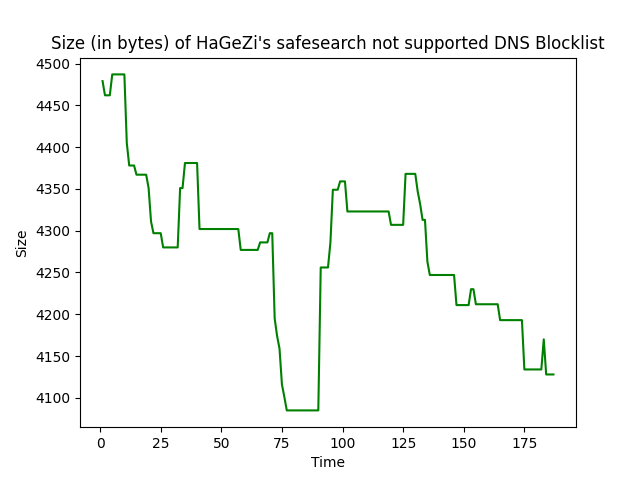 Size (in bytes) of HaGeZi's safesearch not supported DNS Blocklist
4500
4450
4400
4350
4300
4250
4200
4150
4100
Size
0 25 50 75 100 125 150 175
Time